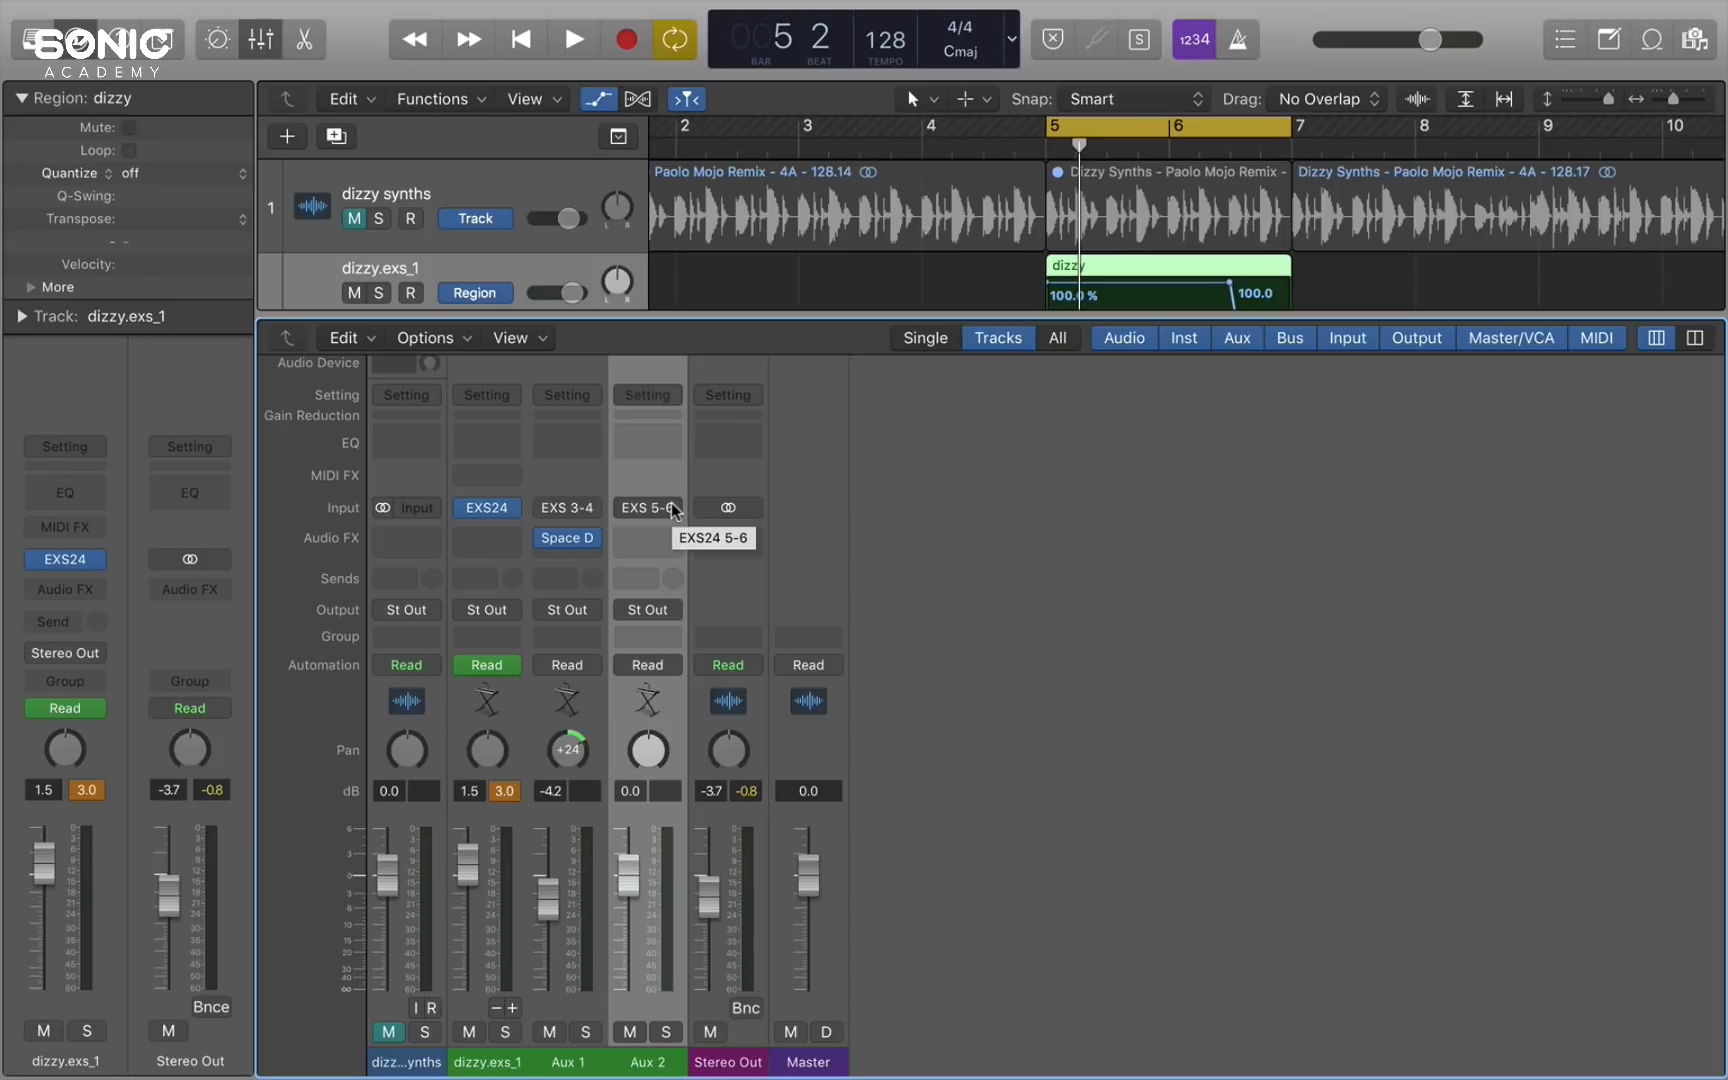 SONIC
ACADEMY
5 2
BAR BEAT
128
TEMPO
4/4
Cmaj
S
1234
Region: dizzy
Mute:
Loop:
Quantize off
Q-Swing:
Transpose:
- -
Velocity:
More
Track: dizzy.exs_1
Edit Functions View
Snap: Smart
Drag: No Overlap
2 3 4 5 6 7 8 9 10
1
dizzy synths
M S R Track
L R
Paolo Mojo Remix - 4A - 128.14
Dizzy Synths - Paolo Mojo Remix -
Dizzy Synths - Paolo Mojo Remix - 4A - 128.17
dizzy.exs_1
M S R Region
dizzy
100.0 % 100.0
Edit Options View
Single Tracks All
Audio Inst Aux Bus Input Output Master/VCA MIDI
Audio Device
Setting Setting Setting Setting Setting Setting
Gain Reduction
EQ
MIDI FX
Input Input EXS24 EXS 3-4 EXS 5-6
Audio FX Space D
EXS24 5-6
Sends
Output St Out St Out St Out St Out
Group
Automation Read Read Read Read Read Read
Pan +24
dB 0.0 1.5 3.0 -4.2 0.0 -3.7 -0.8 0.0
I R
- +
Bnc
M S M S M S M S M M D
dizz...ynths dizzy.exs_1 Aux 1 Aux 2 Stereo Out Master
Setting Setting
EQ EQ
MIDI FX
EXS24
Audio FX Audio FX
Send
Stereo Out
Group Group
Read Read
1.5 3.0 -3.7 -0.8
Bnce
M S M
dizzy.exs_1 Stereo Out